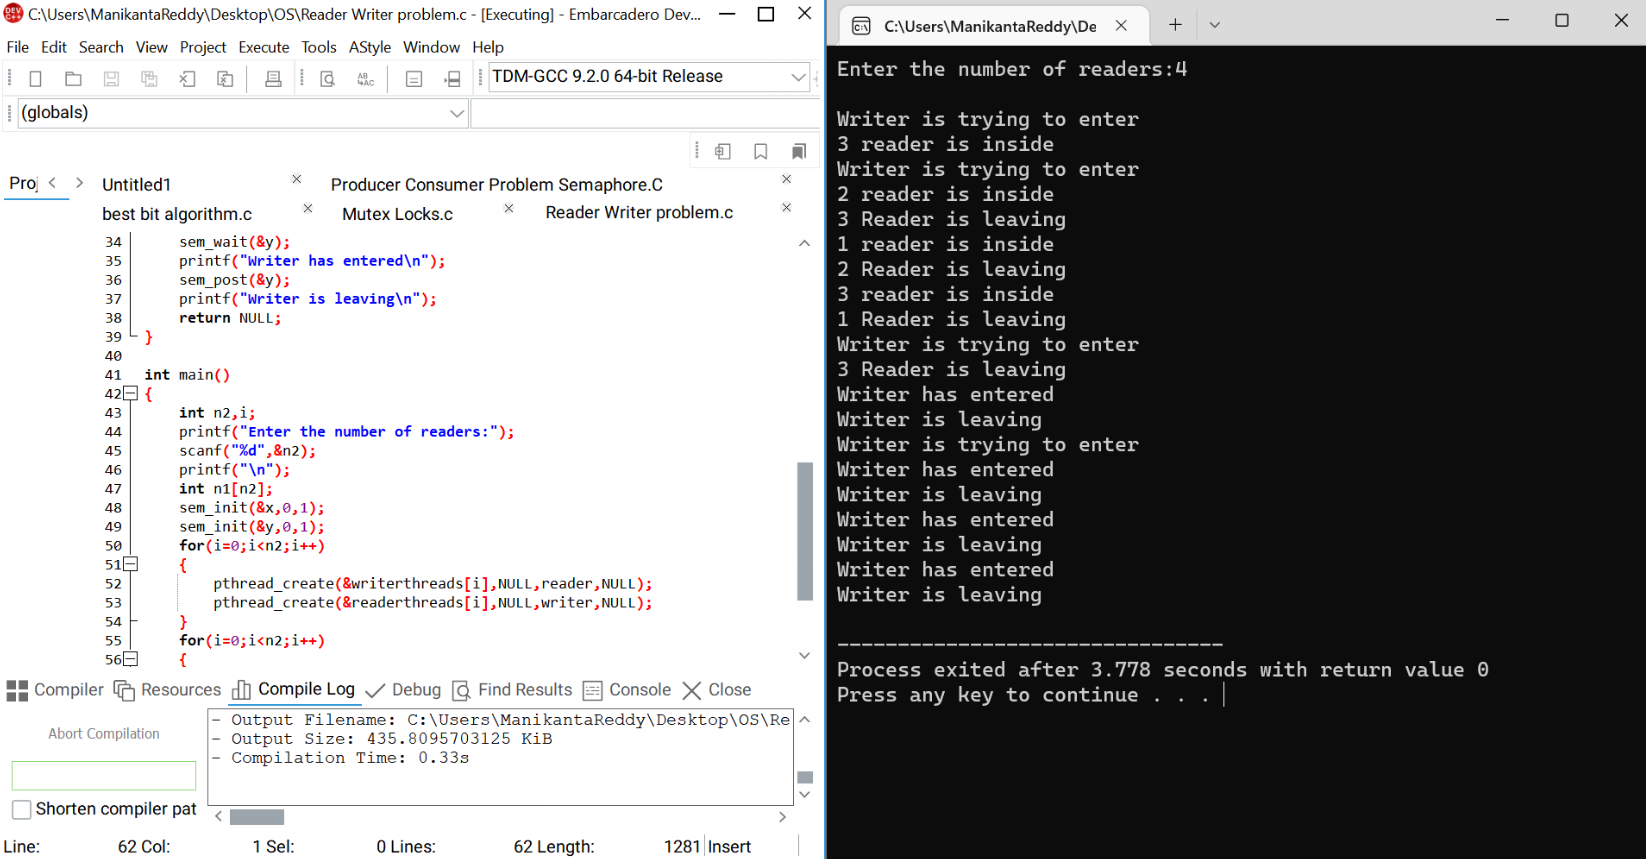 C:\Users\ManikantaReddy\Desktop\OS\Reader Writer problem.c - [Executing] - Embarcadero Dev...
File Edit Search View Project Execute Tools AStyle Window Help
TDM-GCC 9.2.0 64-bit Release
(globals)
Proj
Untitled1
Producer Consumer Problem Semaphore.C
best bit algorithm.c
Mutex Locks.c
Reader Writer problem.c
34 sem_wait(&y);
35 printf("Writer has entered\n");
36 sem_post(&y);
37 printf("Writer is leaving\n");
38 return NULL;
39 }
40
41 int main()
42 {
43 int n2,i;
44 printf("Enter the number of readers:");
45 scanf("%d",&n2);
46 printf("\n");
47 int n1[n2];
48 sem_init(&x,0,1);
49 sem_init(&y,0,1);
50 for(i=0;i<n2;i++)
51 {
52 pthread_create(&writerthreads[i],NULL,reader,NULL);
53 pthread_create(&readerthreads[i],NULL,writer,NULL);
54 }
55 for(i=0;i<n2;i++)
56 {
Compiler Resources Compile Log Debug Find Results Console Close
Abort Compilation
Shorten compiler pat
- Output Filename: C:\Users\ManikantaReddy\Desktop\OS\Re
- Output Size: 435.8095703125 KiB
- Compilation Time: 0.33s
Line: 62 Col: 1 Sel: 0 Lines: 62 Length: 1281 Insert
C:\Users\ManikantaReddy\De
Enter the number of readers:4
Writer is trying to enter
3 reader is inside
Writer is trying to enter
2 reader is inside
3 Reader is leaving
1 reader is inside
2 Reader is leaving
3 reader is inside
1 Reader is leaving
Writer is trying to enter
3 Reader is leaving
Writer has entered
Writer is leaving
Writer is trying to enter
Writer has entered
Writer is leaving
Writer has entered
Writer is leaving
Writer has entered
Writer is leaving
--------------------------------
Process exited after 3.778 seconds with return value 0
Press any key to continue . . .